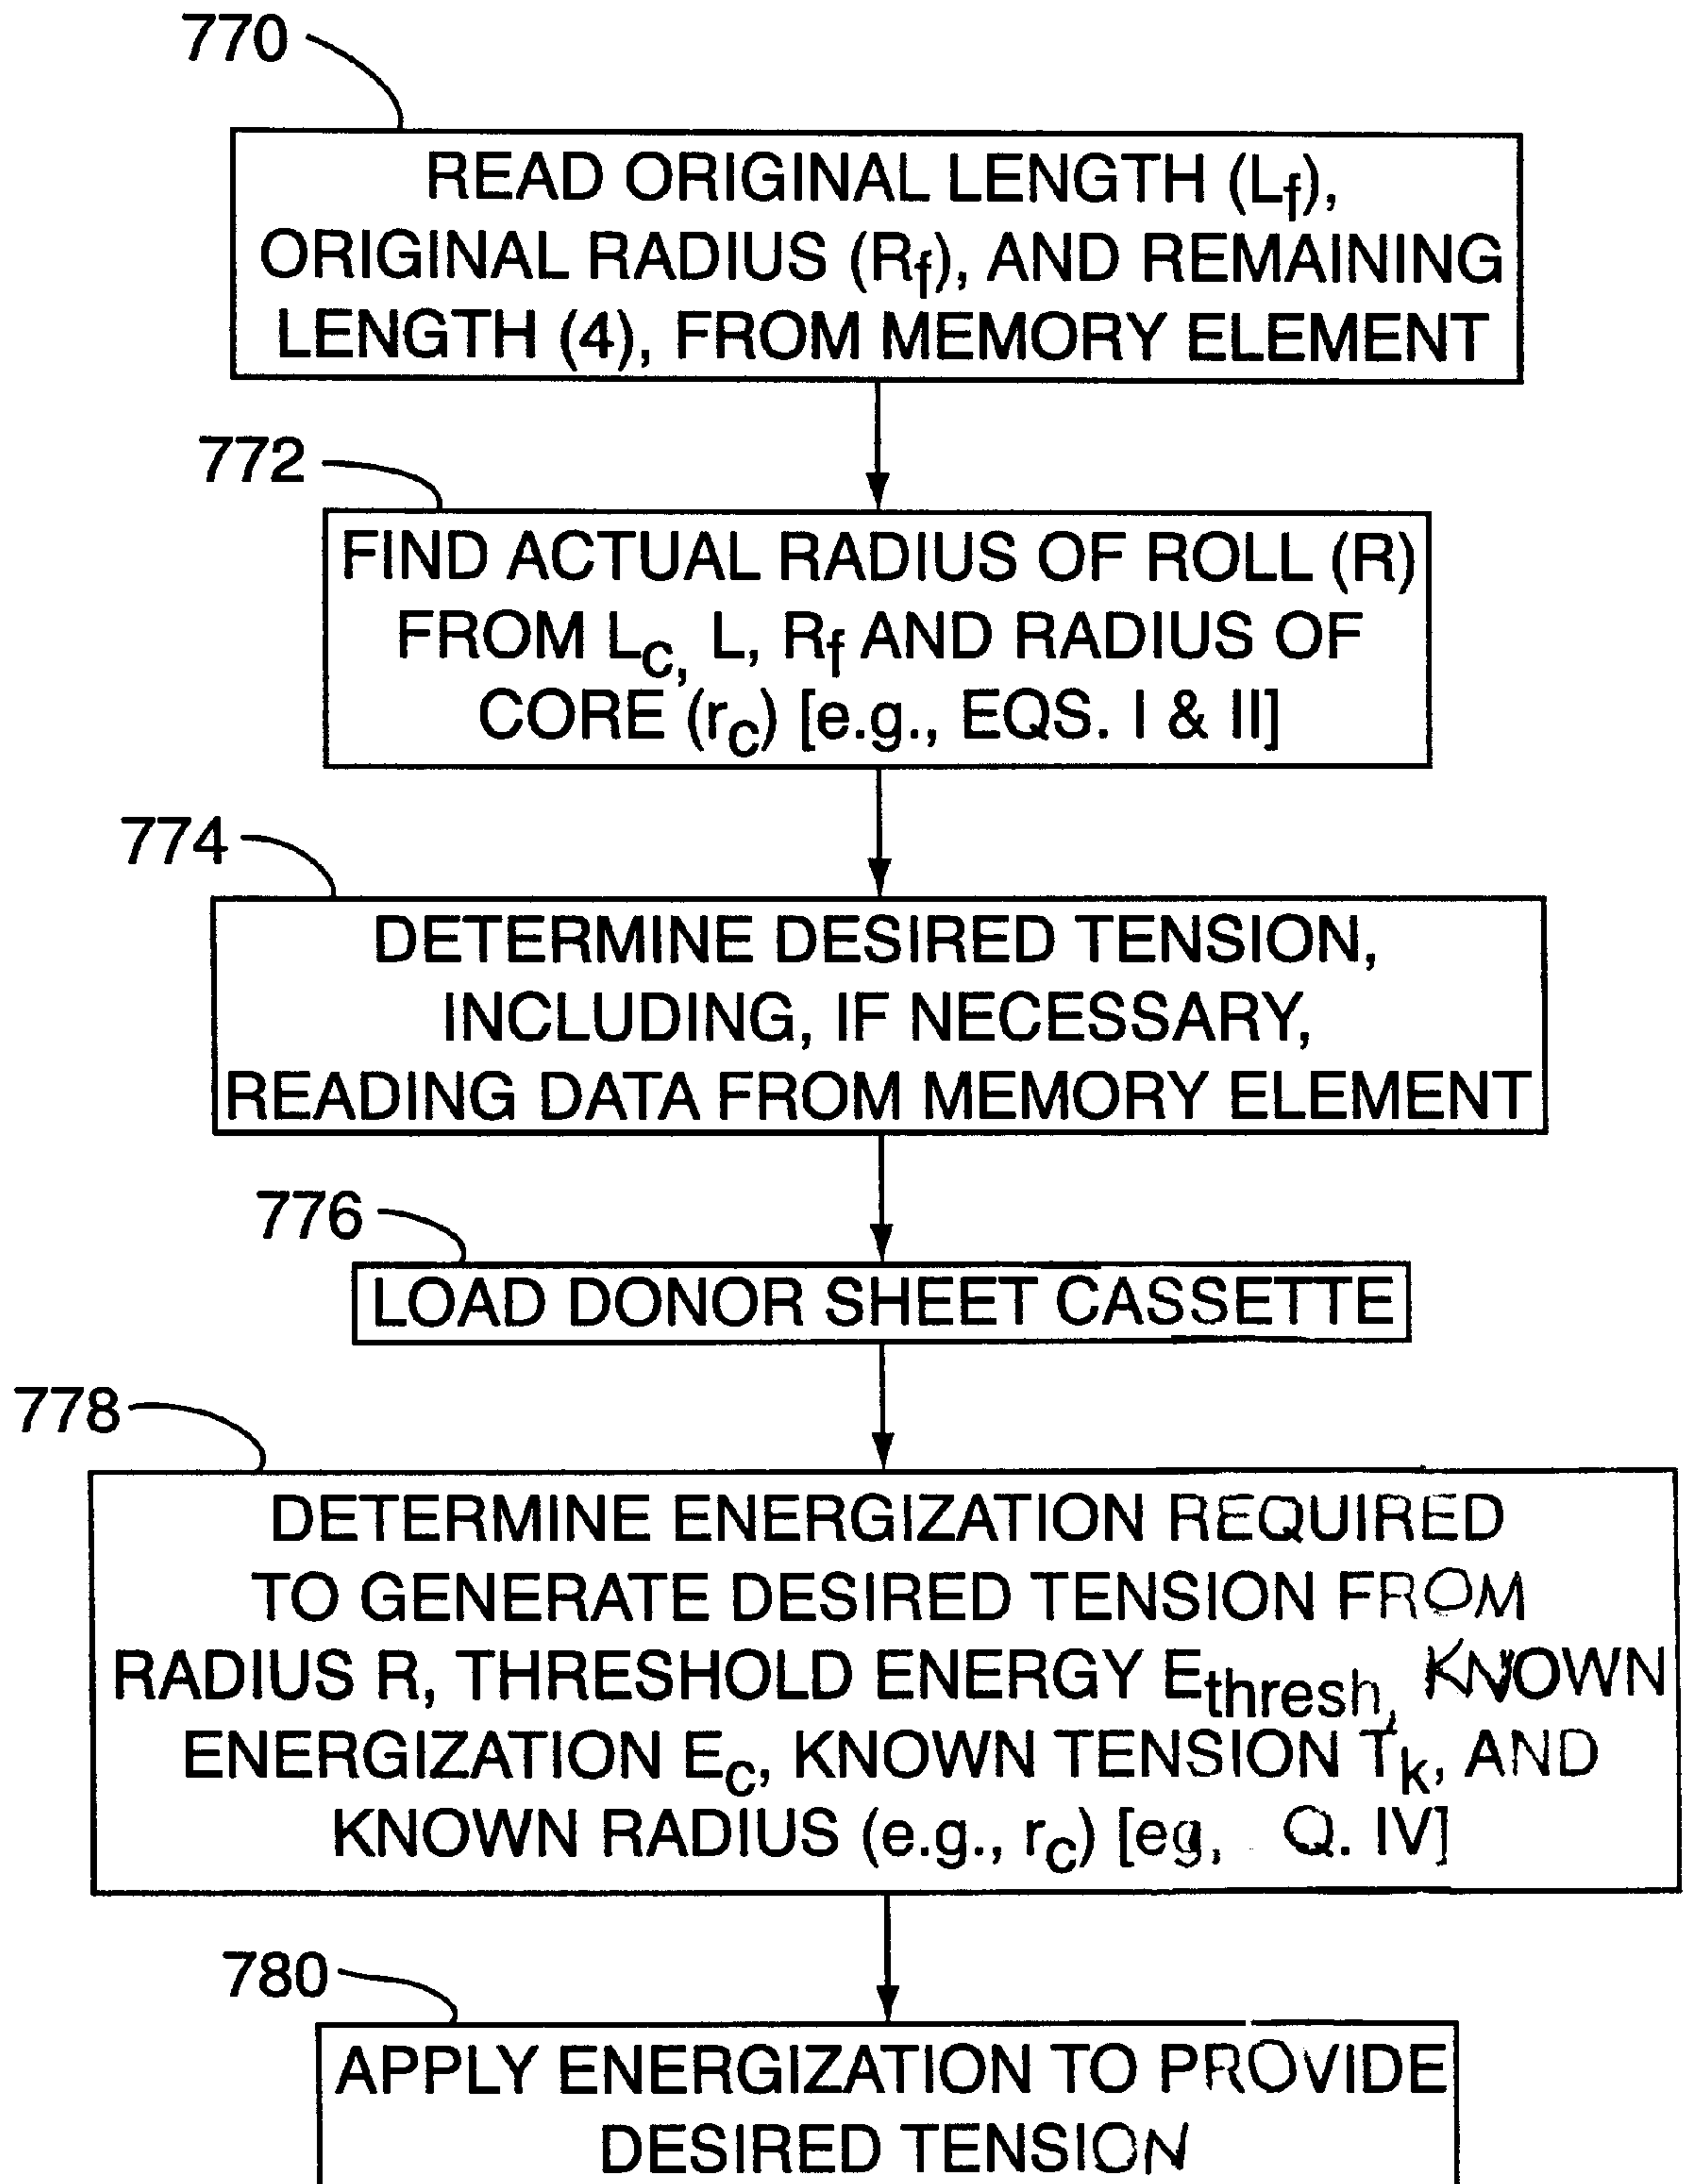 770
READ ORIGINAL LENGTH (Lf),
ORIGINAL RADIUS (Rf), AND REMAINING
LENGTH (4), FROM MEMORY ELEMENT
772
FIND ACTUAL RADIUS OF ROLL (R)
FROM Lc, L, Rf AND RADIUS OF
CORE (rc) [e.g., EQS. I & II]
774
DETERMINE DESIRED TENSION,
INCLUDING, IF NECESSARY,
READING DATA FROM MEMORY ELEMENT
776
LOAD DONOR SHEET CASSETTE
778
DETERMINE ENERGIZATION REQUIRED
TO GENERATE DESIRED TENSION FROM
RADIUS R, THRESHOLD ENERGY Ethresh, KNOWN
ENERGIZATION Ec, KNOWN TENSION Tk, AND
KNOWN RADIUS (e.g., rc) [eg, Q. IV]
780
APPLY ENERGIZATION TO PROVIDE
DESIRED TENSION